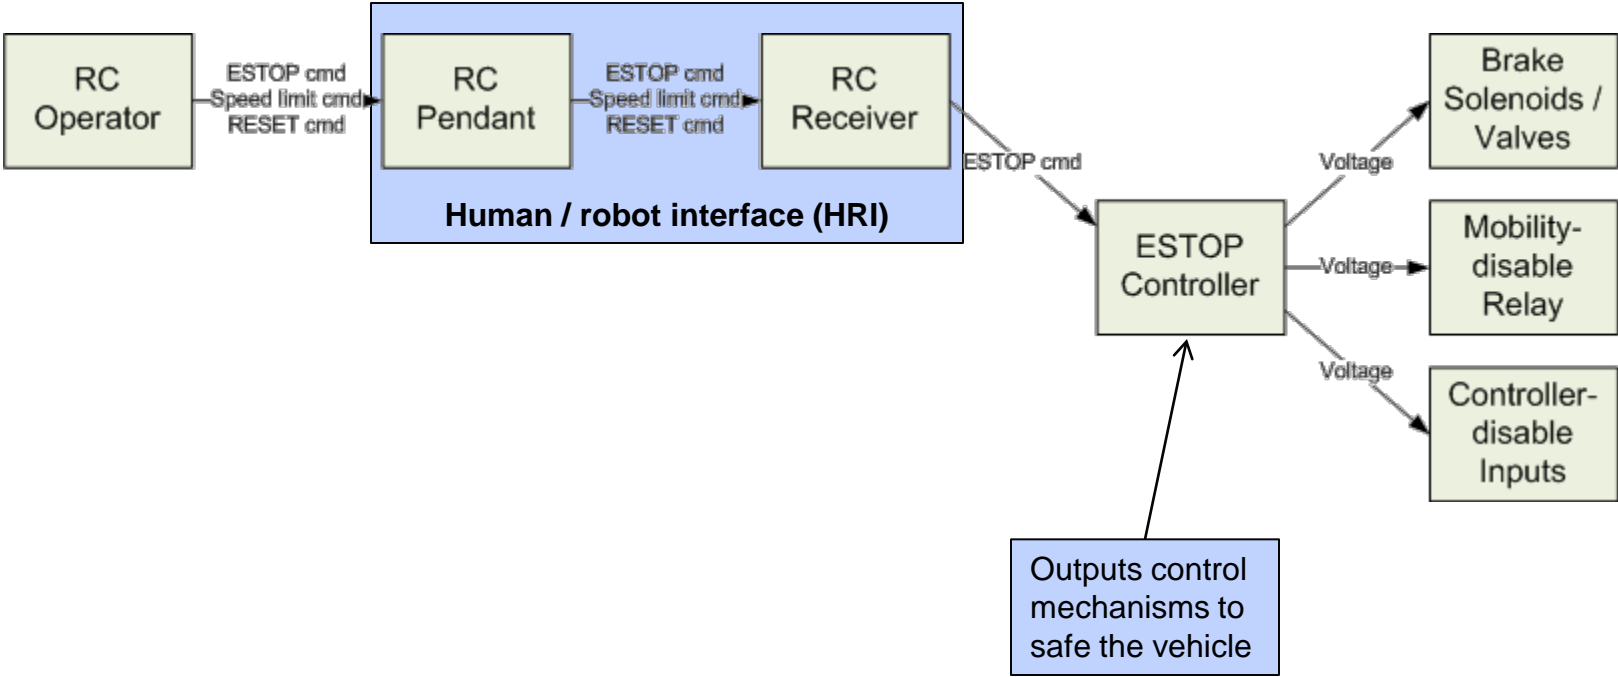 RC
Operator
ESTOP cmd
Speed limit cmd
RESET cmd
RC
Pendant
ESTOP cmd
Speed limit cmd
RESET cmd
RC
Receiver
Human / robot interface (HRI)
ESTOP cmd
ESTOP
Controller
Voltage
Brake
Solenoids /
Valves
Voltage
Mobility-
disable
Relay
Voltage
Controller-
disable
Inputs
Outputs control
mechanisms to
safe the vehicle